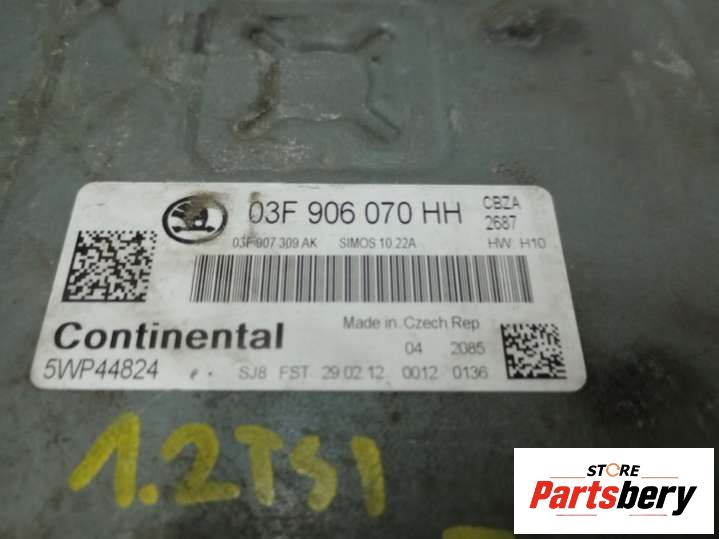 03F 906 070 HH
CBZA
2687
03F 907 309 AK SIMOS 10.22A HW H10
Continental
Made in Czech Rep
04 2085
5WP44824
SJ8 FST 29.02.12 0012 0136
1.2TSI
STORE
Partsbery